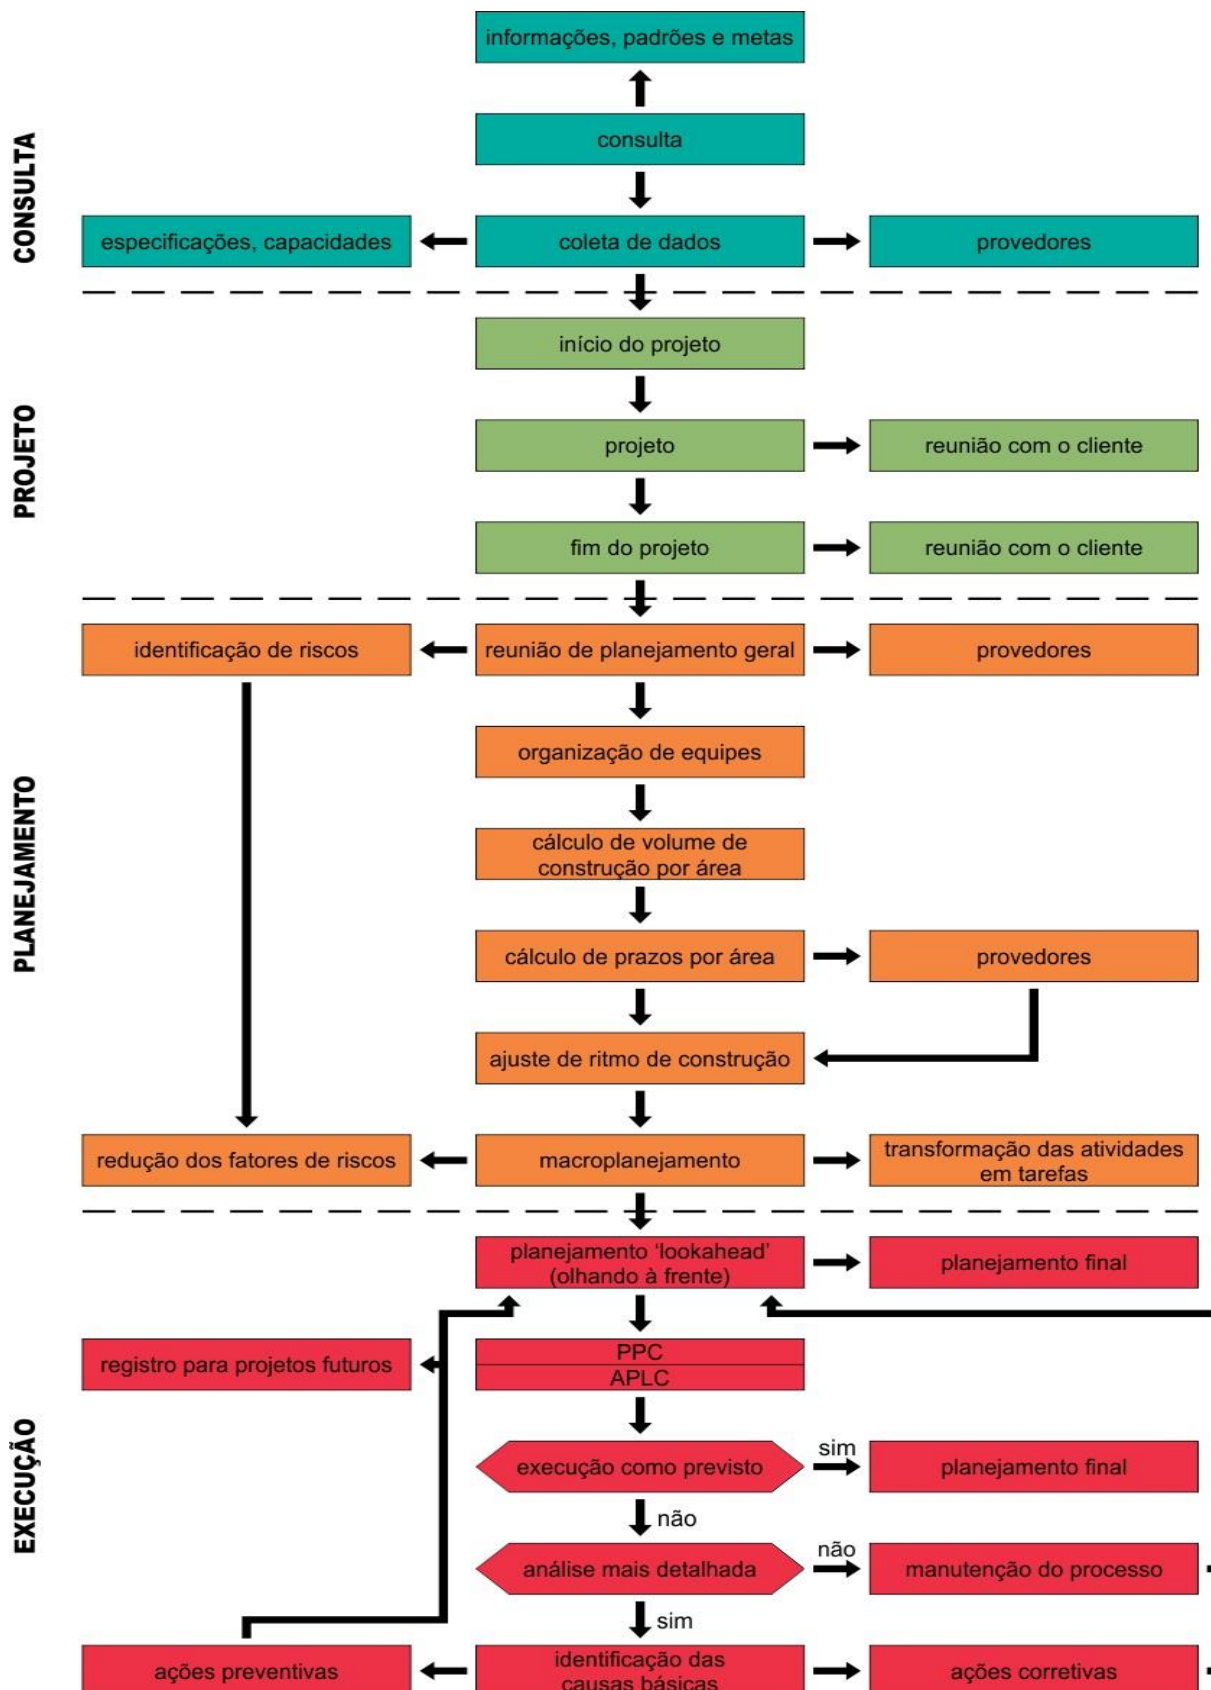 CONSULTA
informações, padrões e metas
consulta
especificações, capacidades
coleta de dados
provedores
PROJETO
início do projeto
projeto
reunião com o cliente
fim do projeto
reunião com o cliente
PLANEJAMENTO
identificação de riscos
reunião de planejamento geral
provedores
organização de equipes
cálculo de volume de
construção por área
cálculo de prazos por área
provedores
ajuste de ritmo de construção
redução dos fatores de riscos
macroplanejamento
transformação das atividades
em tarefas
EXECUÇÃO
planejamento ‘lookahead’
(olhando à frente)
planejamento final
registro para projetos futuros
PPC
APLC
execução como previsto
sim
planejamento final
não
análise mais detalhada
não
manutenção do processo
sim
ações preventivas
identificação das
causas básicas
ações corretivas